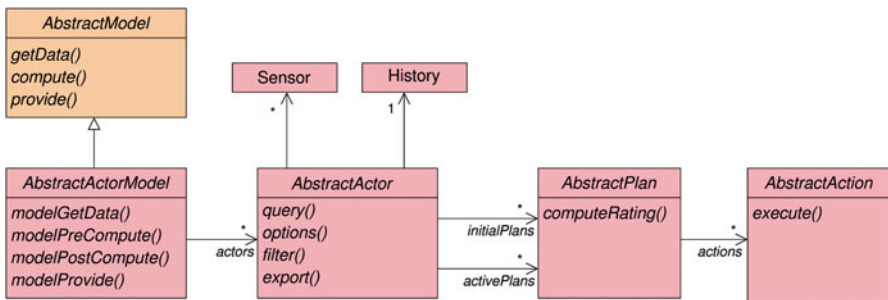 AbstractModel
getData()
compute()
provide()
Sensor
History
*
1
AbstractActorModel
modelGetData()
modelPreCompute()
modelPostCompute()
modelProvide()
*
actors
AbstractActor
query()
options()
filter()
export()
*
initialPlans
*
activePlans
AbstractPlan
computeRating()
*
actions
AbstractAction
execute()